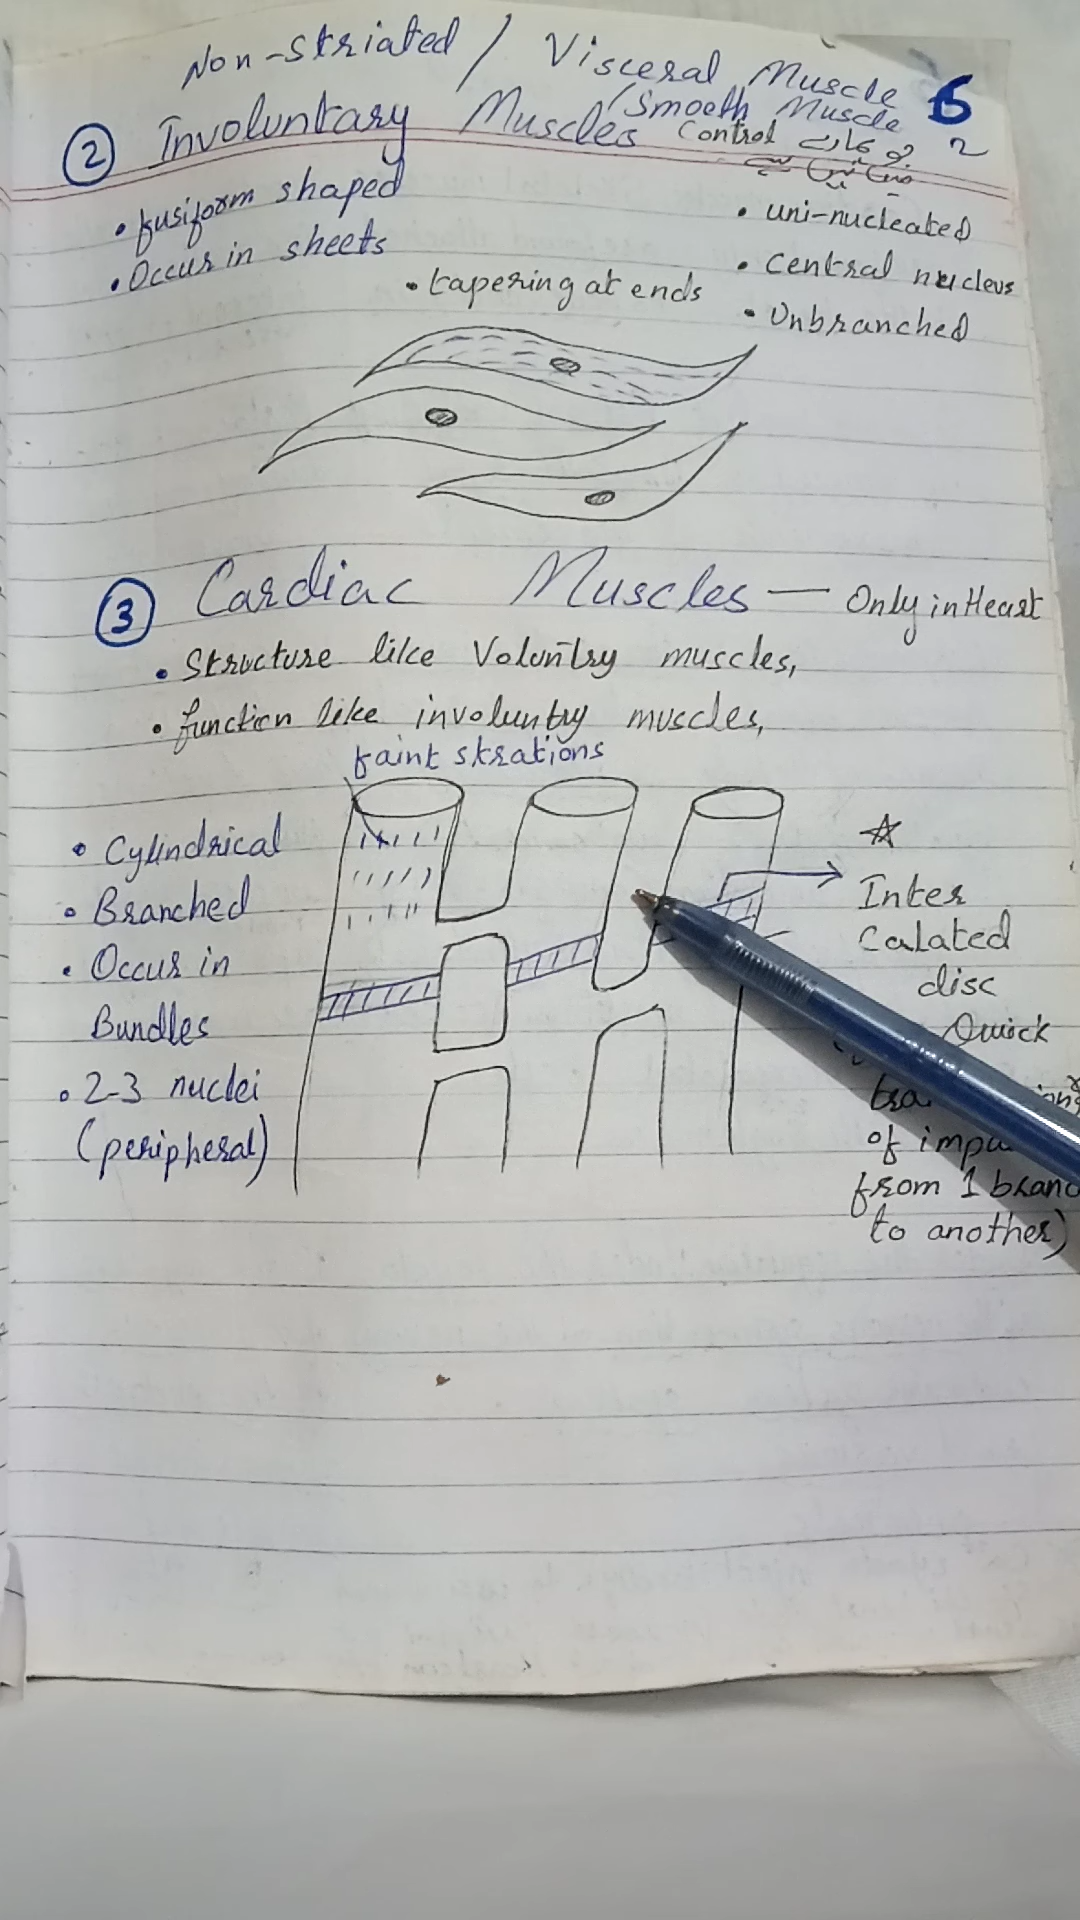 Non-Striated / Visceral Muscle
(Smooth Muscle
6
② Involuntary Muscles Control
2
• fusiform shaped
• Occur in sheets
• tapering at ends
• uni-nucleated
• central nucleus
• Unbranched
③ Cardiac Muscles — Only in Heart
• Structure like Voluntry muscles,
• function like involuntry muscles,
faint strations
• Cylindrical
• Branched
• Occur in
Bundles
• 2-3 nuclei
(peripheral)
☆
Inter
Calated
disc
Quick
of
from 1
to another)